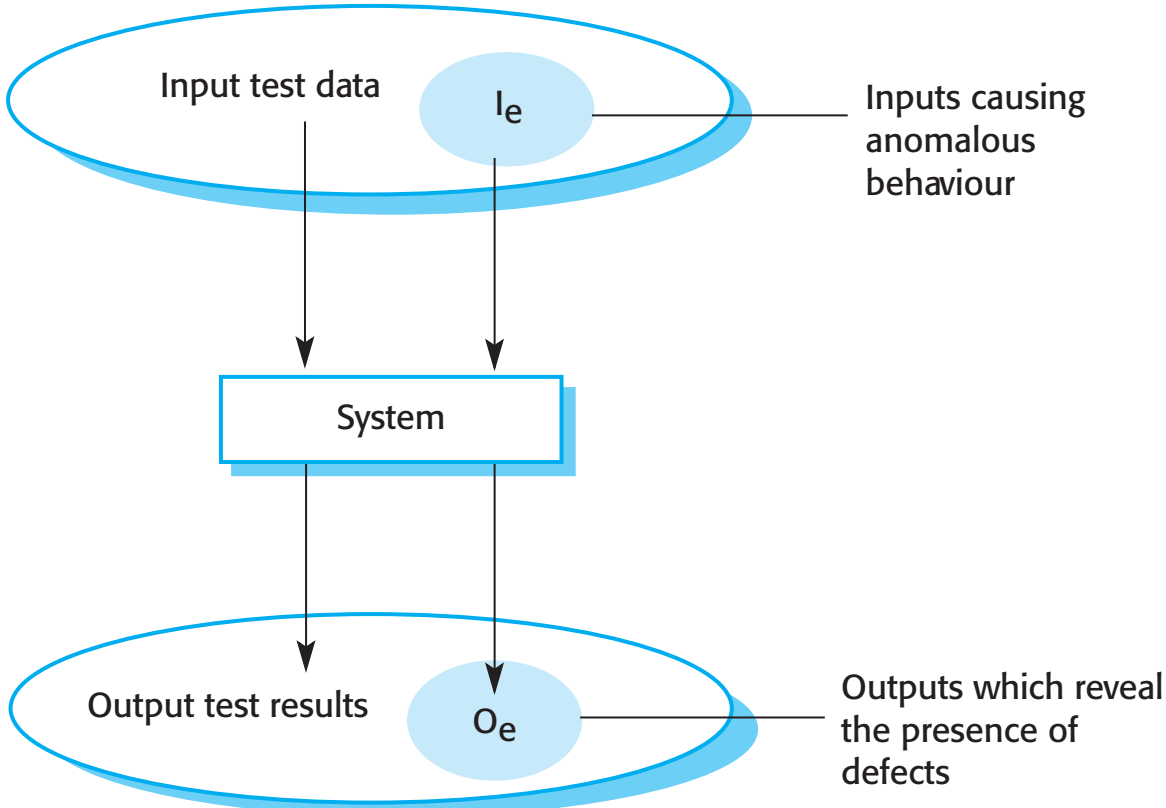 Input test data
Ie
Inputs causing
anomalous
behaviour
System
Output test results
Oe
Outputs which reveal
the presence of
defects